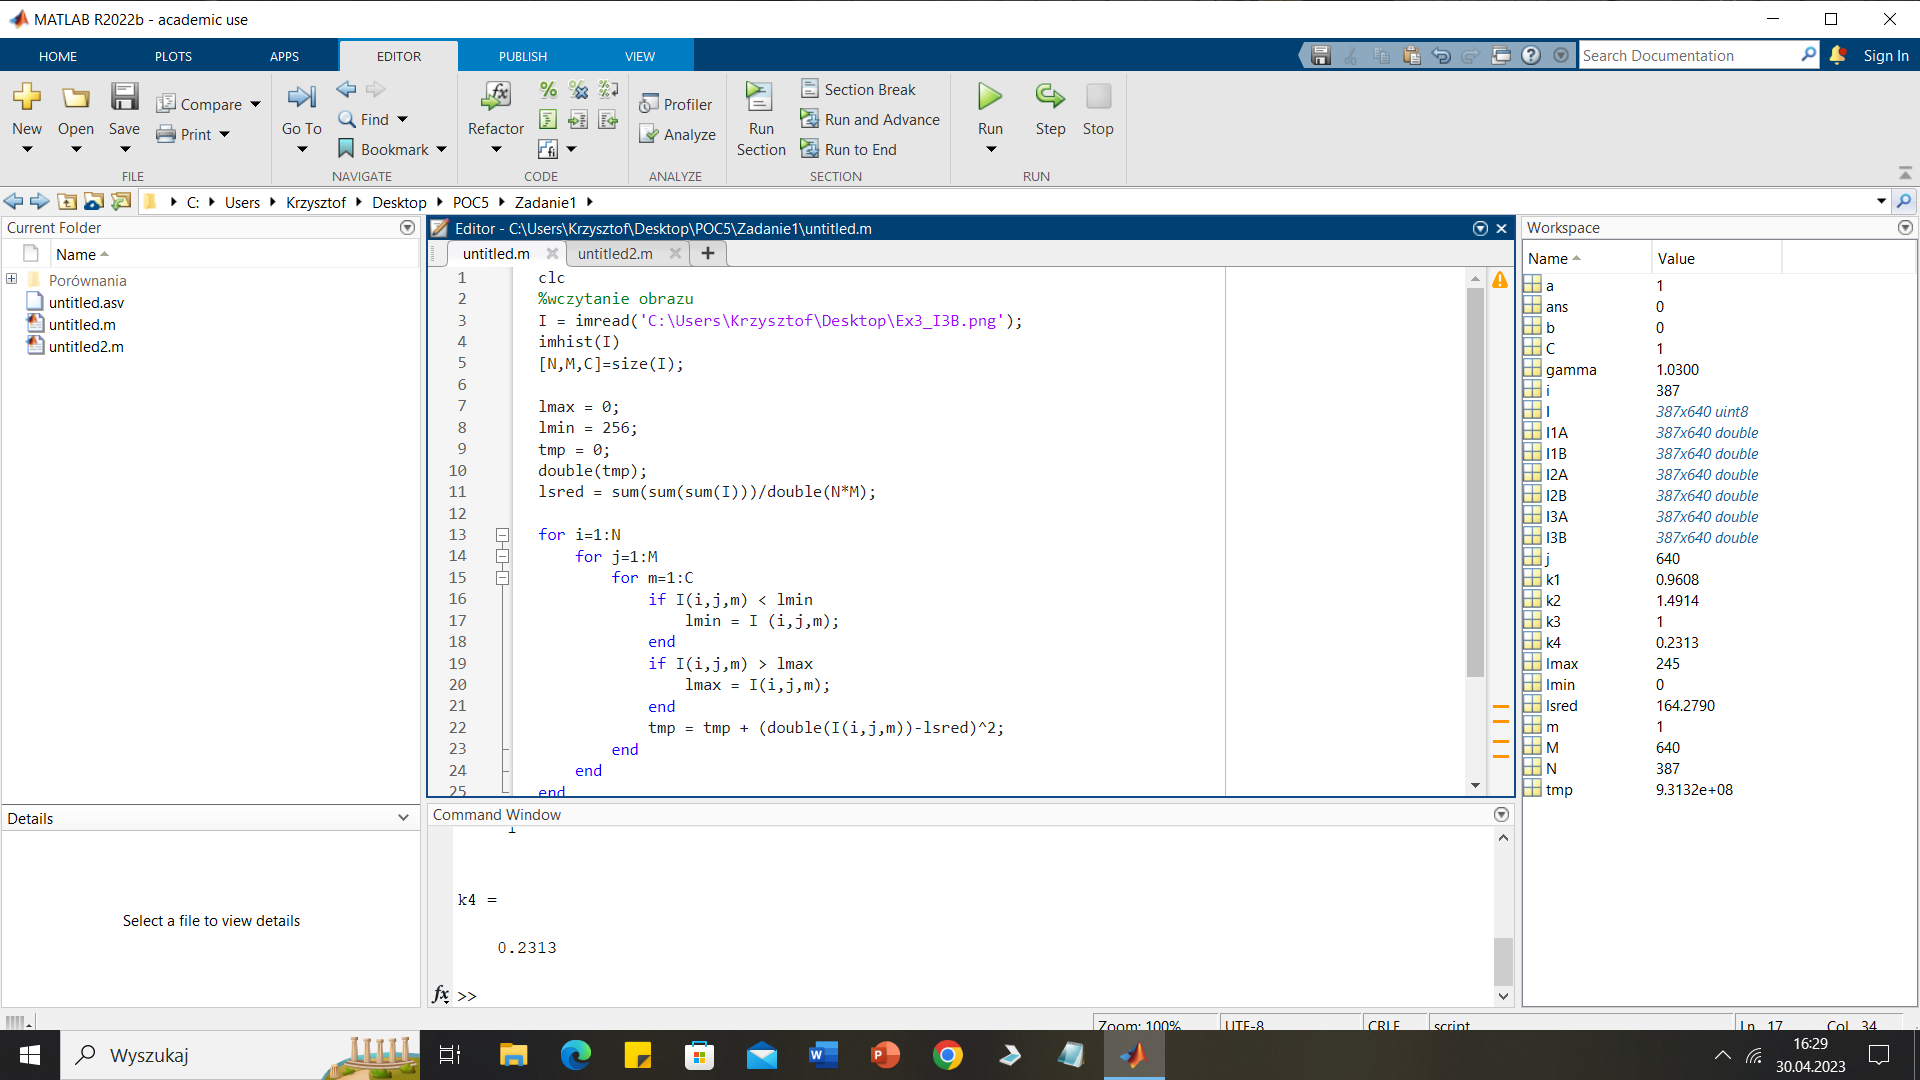 MATLAB R2022b - academic use
HOME PLOTS APPS EDITOR PUBLISH VIEW
Search Documentation
Sign In
New Open Save Compare Print
FILE
Go To Find Bookmark
NAVIGATE
Refactor
CODE
Profiler
Analyze
ANALYZE
Run Section
Section Break
Run and Advance
Run to End
SECTION
Run Step Stop
RUN
C: Users Krzysztof Desktop POC5 Zadanie1
Current Folder
Name
Porównania
untitled.asv
untitled.m
untitled2.m
Details
Select a file to view details
Editor - C:\Users\Krzysztof\Desktop\POC5\Zadanie1\untitled.m
untitled.m untitled2.m
1 clc
2 %wczytanie obrazu
3 I = imread('C:\Users\Krzysztof\Desktop\Ex3_I3B.png');
4 imhist(I)
5 [N,M,C]=size(I);
6
7 lmax = 0;
8 lmin = 256;
9 tmp = 0;
10 double(tmp);
11 lsred = sum(sum(sum(I)))/double(N*M);
12
13 for i=1:N
14 for j=1:M
15 for m=1:C
16 if I(i,j,m) < lmin
17 lmin = I (i,j,m);
18 end
19 if I(i,j,m) > lmax
20 lmax = I(i,j,m);
21 end
22 tmp = tmp + (double(I(i,j,m))-lsred)^2;
23 end
24 end
25 end
Command Window
1
k4 =
0.2313
fx >>
Workspace
Name Value
a 1
ans 0
b 0
C 1
gamma 1.0300
i 387
I 387x640 uint8
I1A 387x640 double
I1B 387x640 double
I2A 387x640 double
I2B 387x640 double
I3A 387x640 double
I3B 387x640 double
j 640
k1 0.9608
k2 1.4914
k3 1
k4 0.2313
lmax 245
lmin 0
lsred 164.2790
m 1
M 640
N 387
tmp 9.3132e+08
Zoom: 100% UTF-8 CRLF script Ln 17 Col 34
Wyszukaj
16:29
30.04.2023